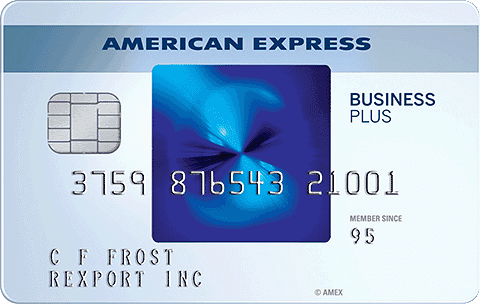 AMERICAN EXPRESS
BUSINESS
PLUS
3759 876543 21001
MEMBER SINCE
95
C F FROST
REXPORT INC
© AMEX